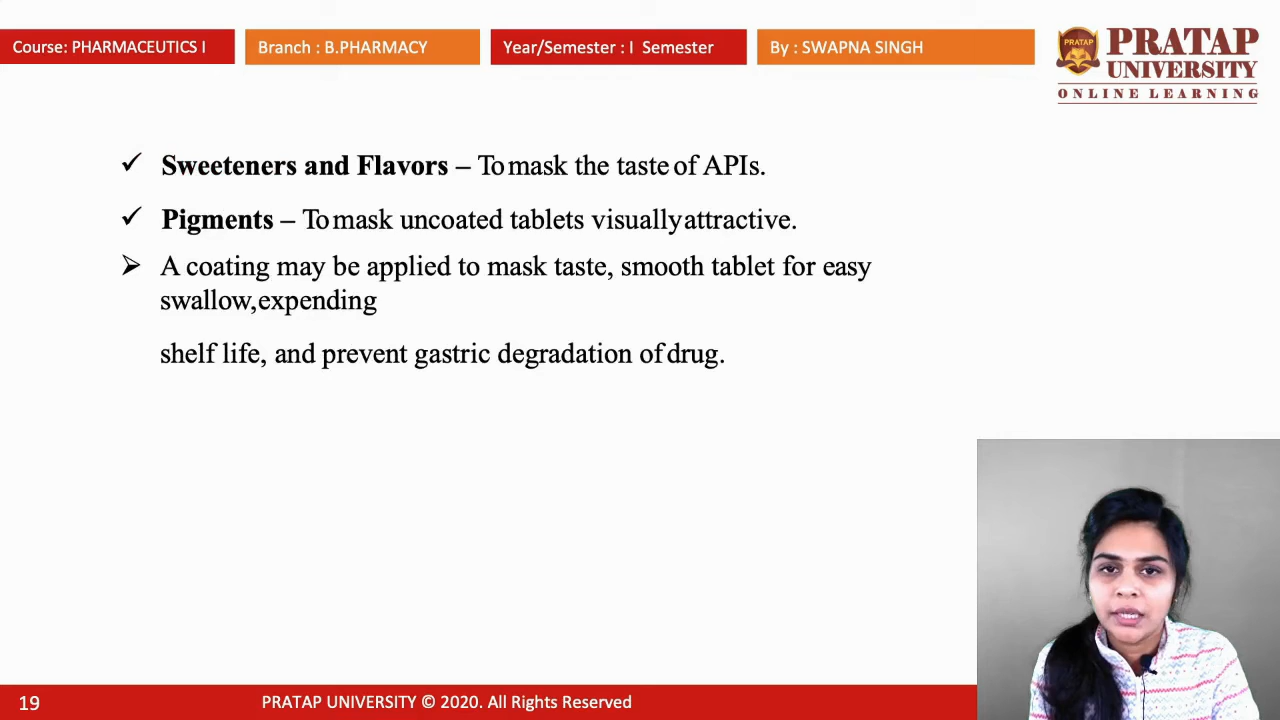 Course: PHARMACEUTICS I
Branch : B.PHARMACY
Year/Semester : I Semester
By : SWAPNA SINGH
PRATAP
PRATAP
UNIVERSITY
ONLINE LEARNING
✓ Sweeteners and Flavors – To mask the taste of APIs.
✓ Pigments – To mask uncoated tablets visually attractive.
➢ A coating may be applied to mask taste, smooth tablet for easy
swallow,expending
shelf life, and prevent gastric degradation of drug.
19
PRATAP UNIVERSITY © 2020. All Rights Reserved